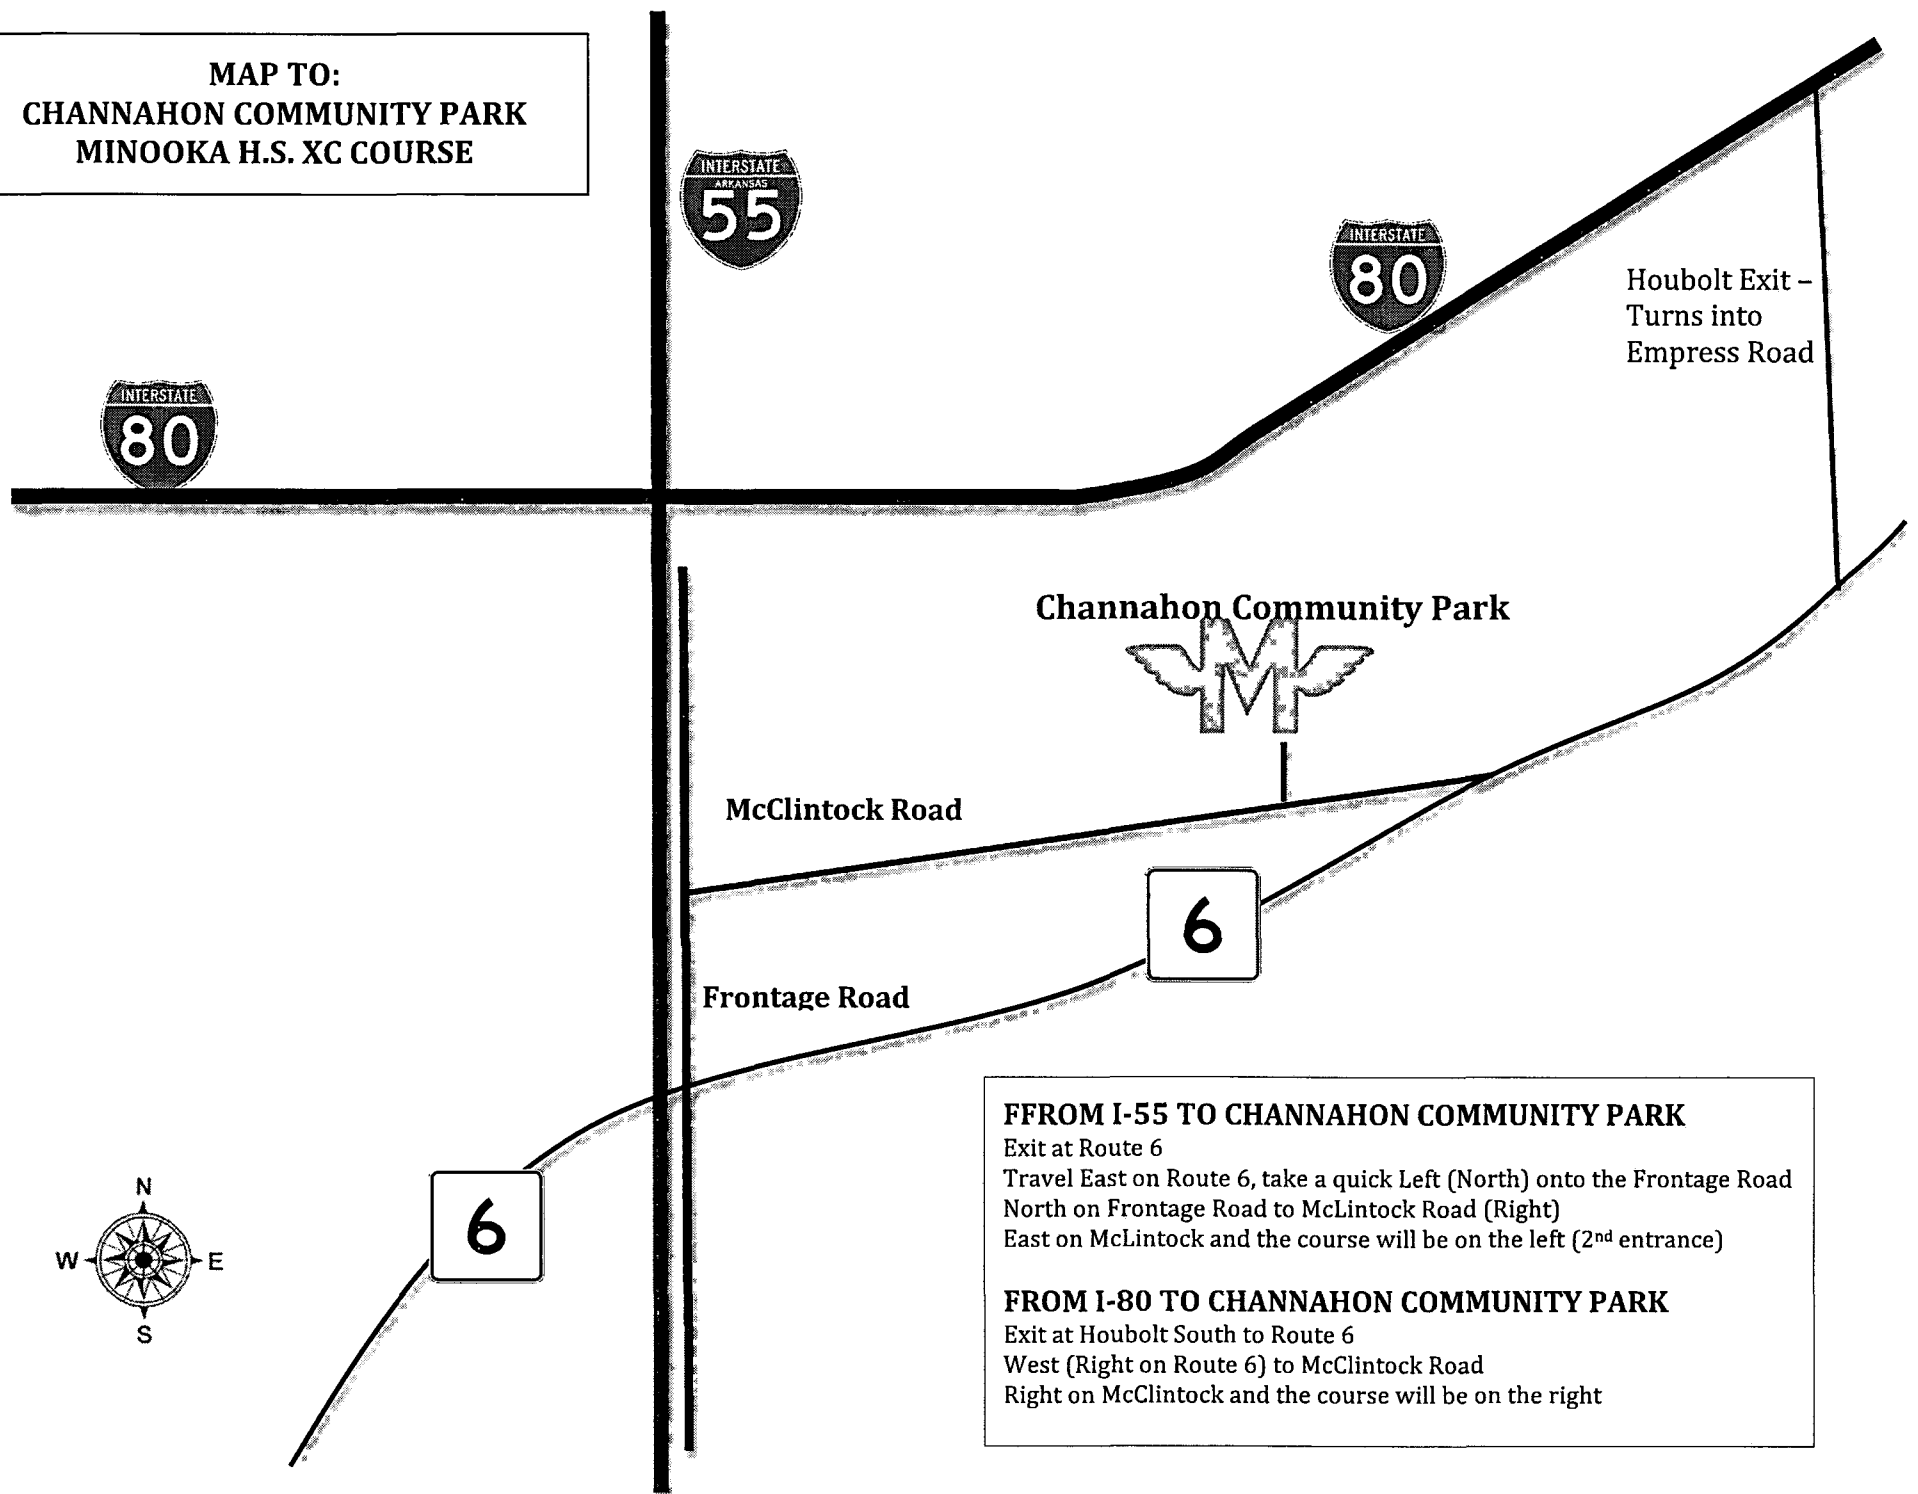 MAP TO:
CHANNAHON COMMUNITY PARK
MINOOKA H.S. XC COURSE
INTERSTATE
ARKANSAS
55
INTERSTATE
80
Houbolt Exit –
Turns into
Empress Road
INTERSTATE
80
Channahon Community Park
M
McClintock Road
6
Frontage Road
FFROM I-55 TO CHANNAHON COMMUNITY PARK
Exit at Route 6
Travel East on Route 6, take a quick Left (North) onto the Frontage Road
North on Frontage Road to McLintock Road (Right)
East on McLintock and the course will be on the left (2nd entrance)
FROM I-80 TO CHANNAHON COMMUNITY PARK
Exit at Houbolt South to Route 6
West (Right on Route 6) to McClintock Road
Right on McClintock and the course will be on the right
6
N
W E
S